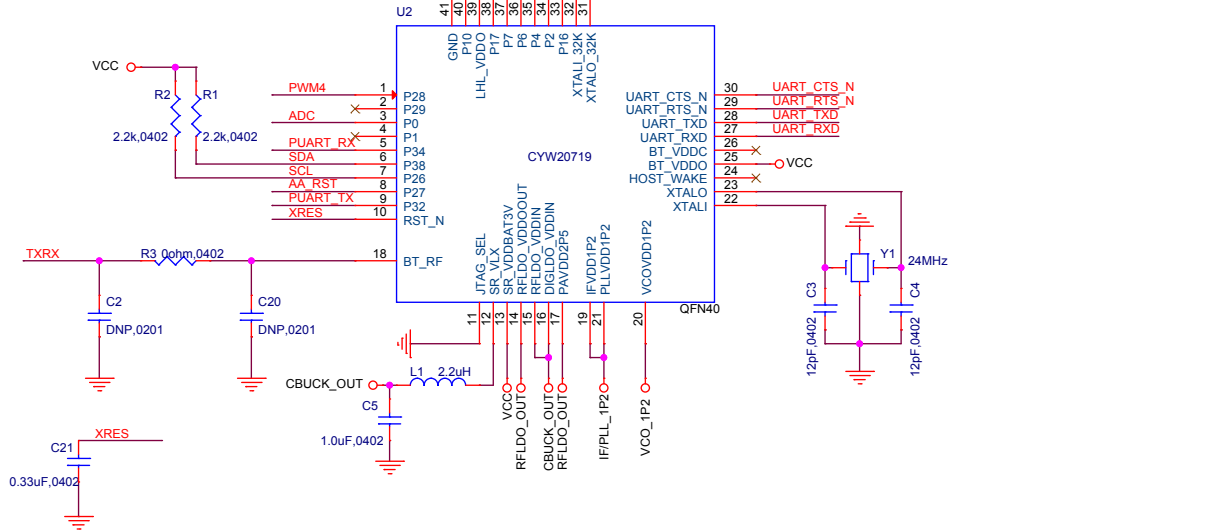 U2
41
40
39
38
37
36
35
34
33
32
31
GND
P10
LHL_VDDO
P17
P7
P6
P4
P2
P16
XTALI_32K
XTALO_32K
VCC
R2
R1
2.2k,0402
2.2k,0402
PWM4
1
P28
2
P29
ADC
3
P0
4
P1
PUART_RX
5
P34
SDA
6
P38
SCL
7
P26
AA_RST
8
P27
PUART_TX
9
P32
XRES
10
RST_N
CYW20719
UART_CTS_N
30
UART_CTS_N
UART_RTS_N
29
UART_RTS_N
UART_TXD
28
UART_TXD
UART_RXD
27
UART_RXD
BT_VDDC
26
BT_VDDO
25
VCC
HOST_WAKE
24
XTALO
23
XTALI
22
TXRX
R3 0ohm,0402
18
BT_RF
C2
DNP,0201
C20
DNP,0201
JTAG_SEL
SR_VLX
SR_VDDBAT3V
RFLDO_VDDOUT
RFLDO_VDDIN
DIGLDO_VDDIN
PAVDD2P5
IFVDD1P2
PLLVDD1P2
VCOVDD1P2
QFN40
11
12
13
14
15
16
17
19
21
20
Y1
24MHz
C3
12pF,0402
C4
12pF,0402
CBUCK_OUT
L1
2.2uH
C5
1.0uF,0402
VCC
RFLDO_OUT
CBUCK_OUT
RFLDO_OUT
IF/PLL_1P2
VCO_1P2
XRES
C21
0.33uF,0402